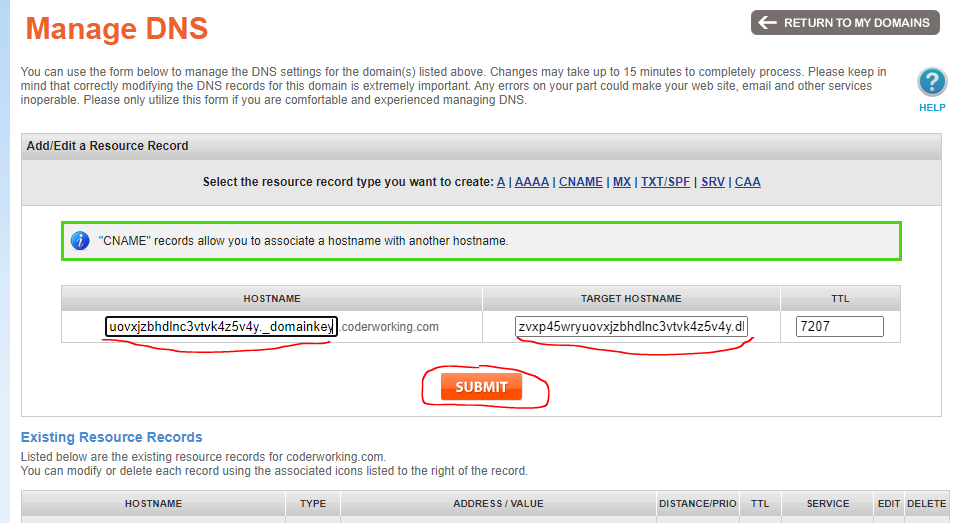 Manage DNS
RETURN TO MY DOMAINS
You can use the form below to manage the DNS settings for the domain(s) listed above. Changes may take up to 15 minutes to completely process. Please keep in
mind that correctly modifying the DNS records for this domain is extremely important. Any errors on your part could make your web site, email and other services
inoperable. Please only utilize this form if you are comfortable and experienced managing DNS.
?
HELP
Add/Edit a Resource Record
Select the resource record type you want to create: A | AAAA | CNAME | MX | TXT/SPF | SRV | CAA
i "CNAME" records allow you to associate a hostname with another hostname.
HOSTNAME TARGET HOSTNAME TTL
uovxjzbhdlnc3vtvk4z5v4y._domainkey .coderworking.com zvxp45wryuovxjzbhdlnc3vtvk4z5v4y.dl 7207
SUBMIT
Existing Resource Records
Listed below are the existing resource records for coderworking.com.
You can modify or delete each record using the associated icons listed to the right of the record.
HOSTNAME TYPE ADDRESS / VALUE DISTANCE/PRIO TTL SERVICE EDIT DELETE